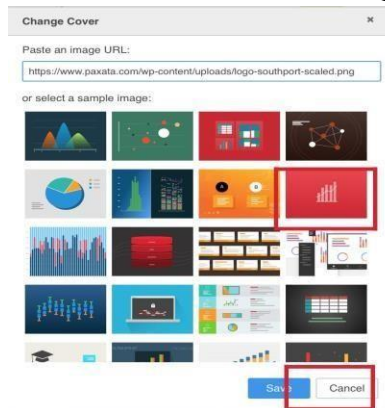 Change Cover ×
Paste an image URL:
https://www.paxata.com/wp-content/uploads/logo-southport-scaled.png
or select a sample image:
A B
Save Cancel